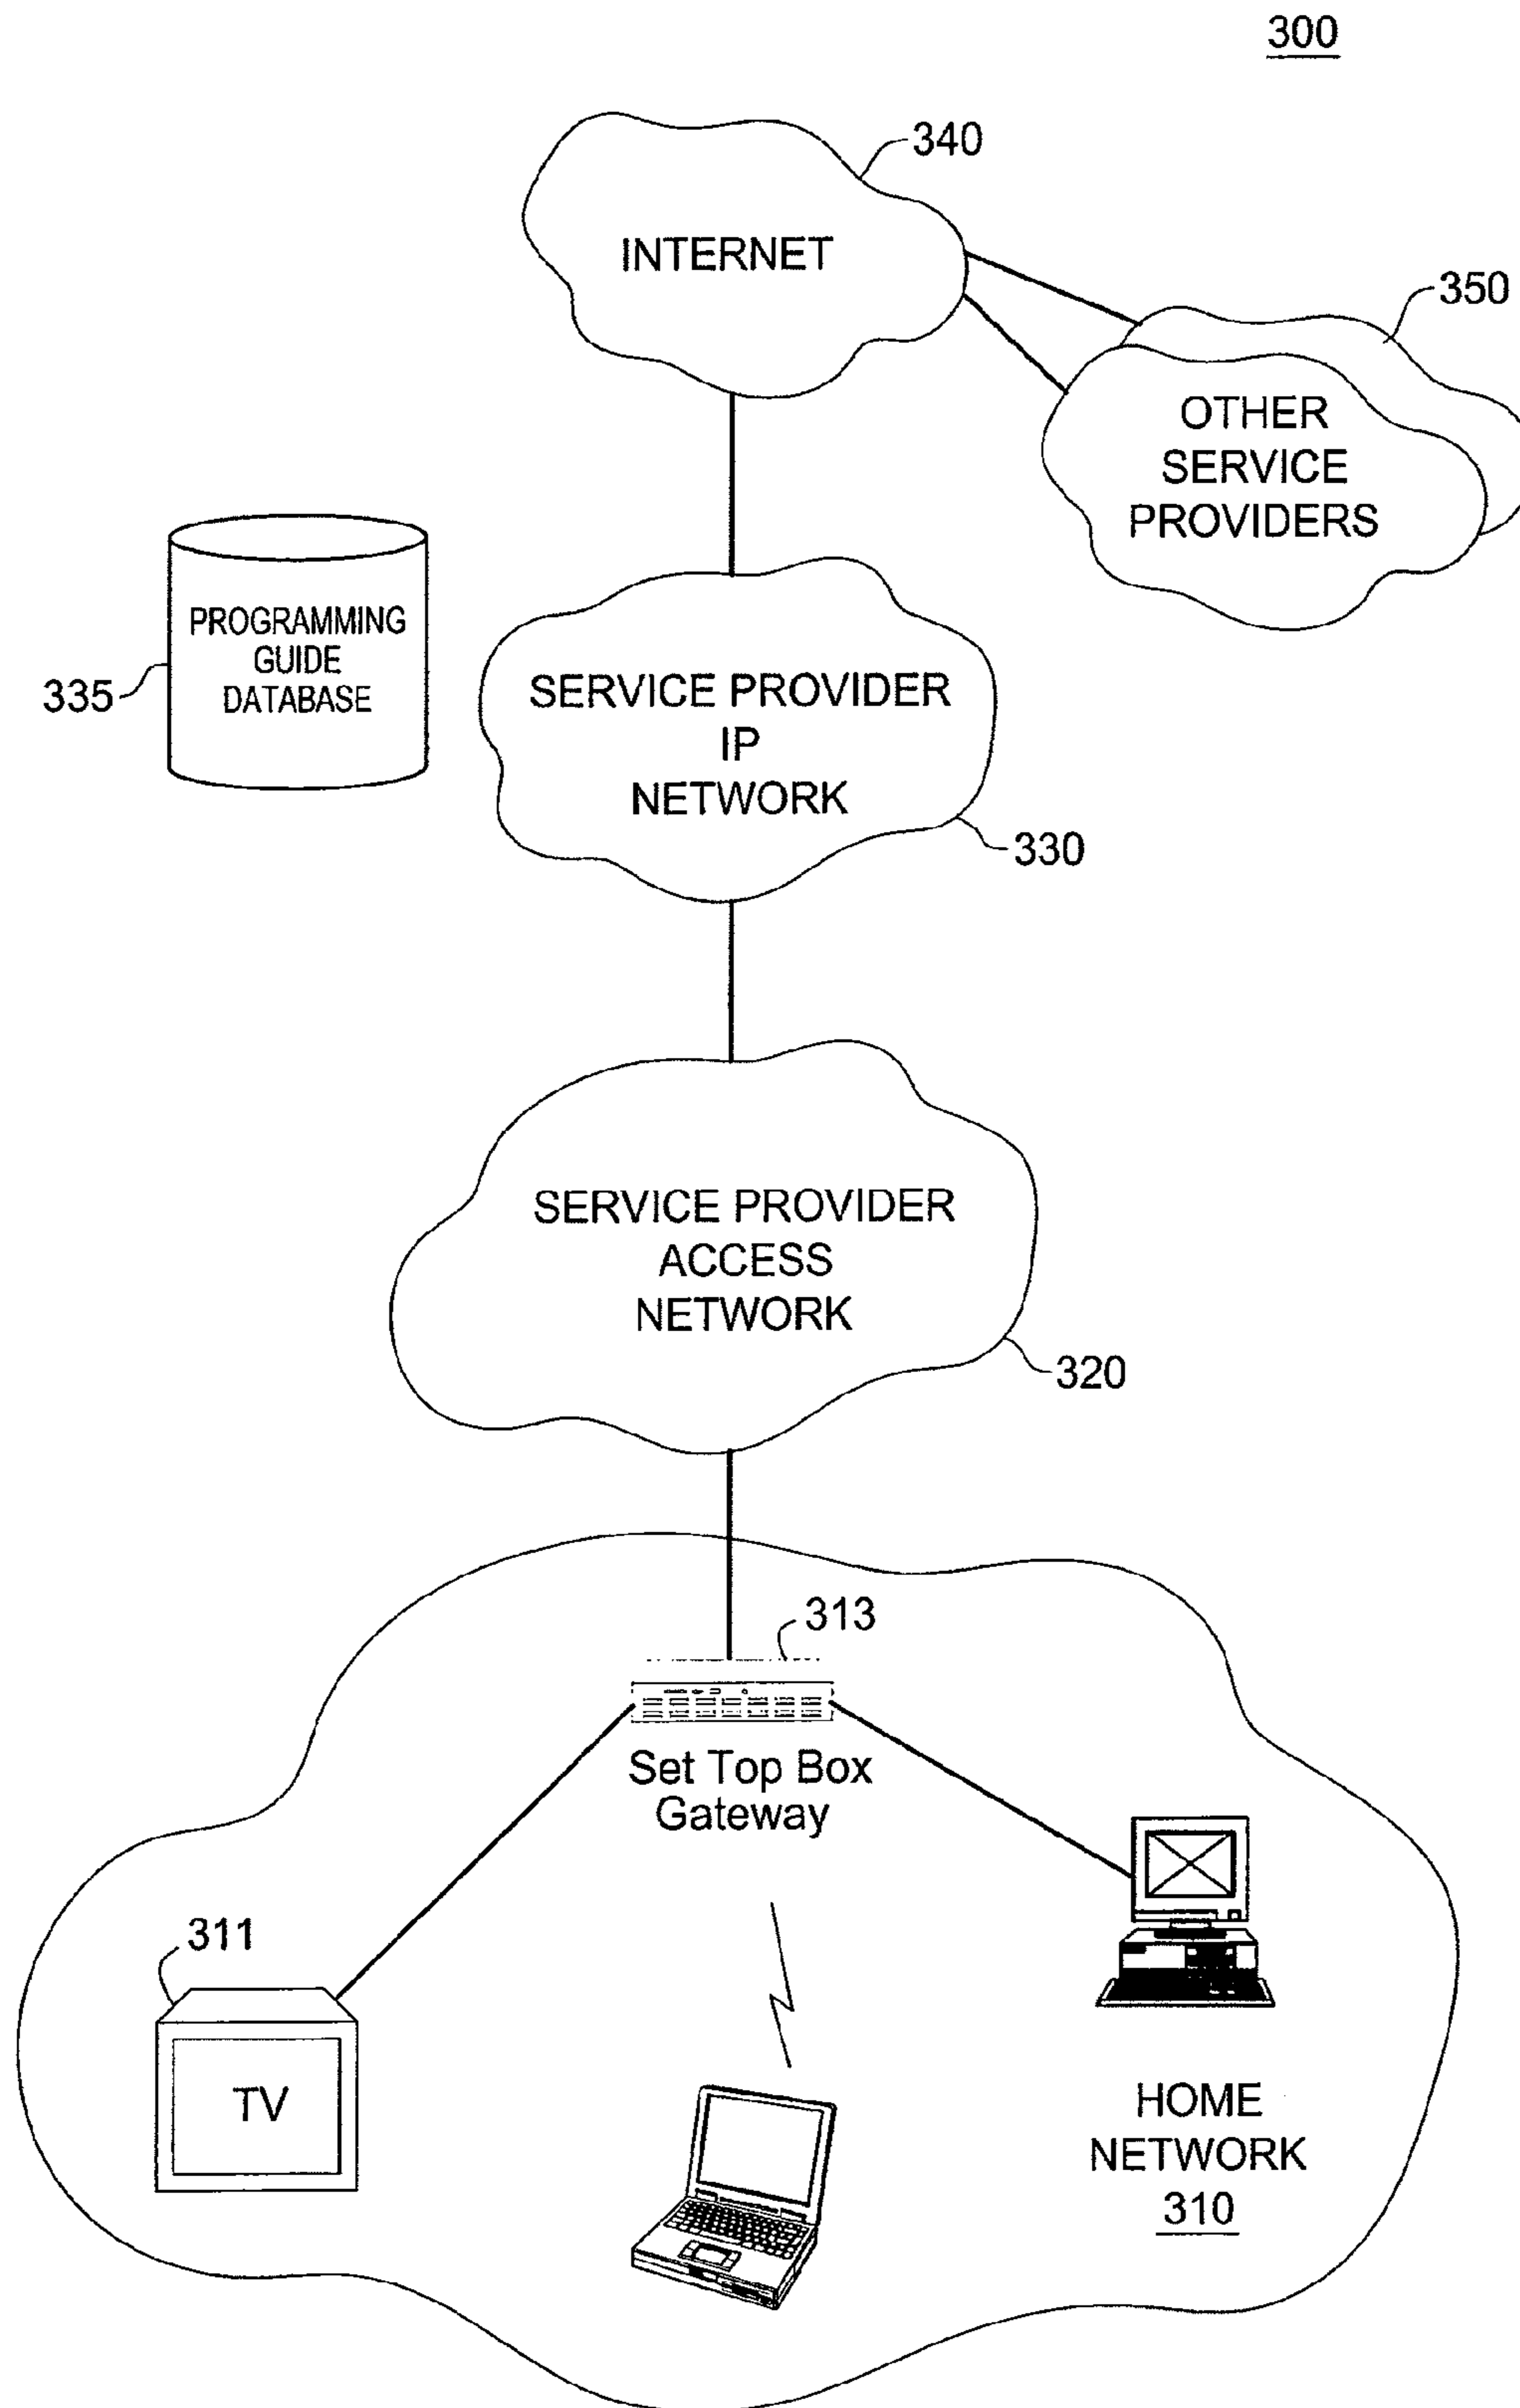 300
340
INTERNET
350
OTHER
SERVICE
PROVIDERS
PROGRAMMING
GUIDE
DATABASE
335
SERVICE PROVIDER
IP
NETWORK
330
SERVICE PROVIDER
ACCESS
NETWORK
320
313
Set Top Box
Gateway
311
TV
HOME
NETWORK
310